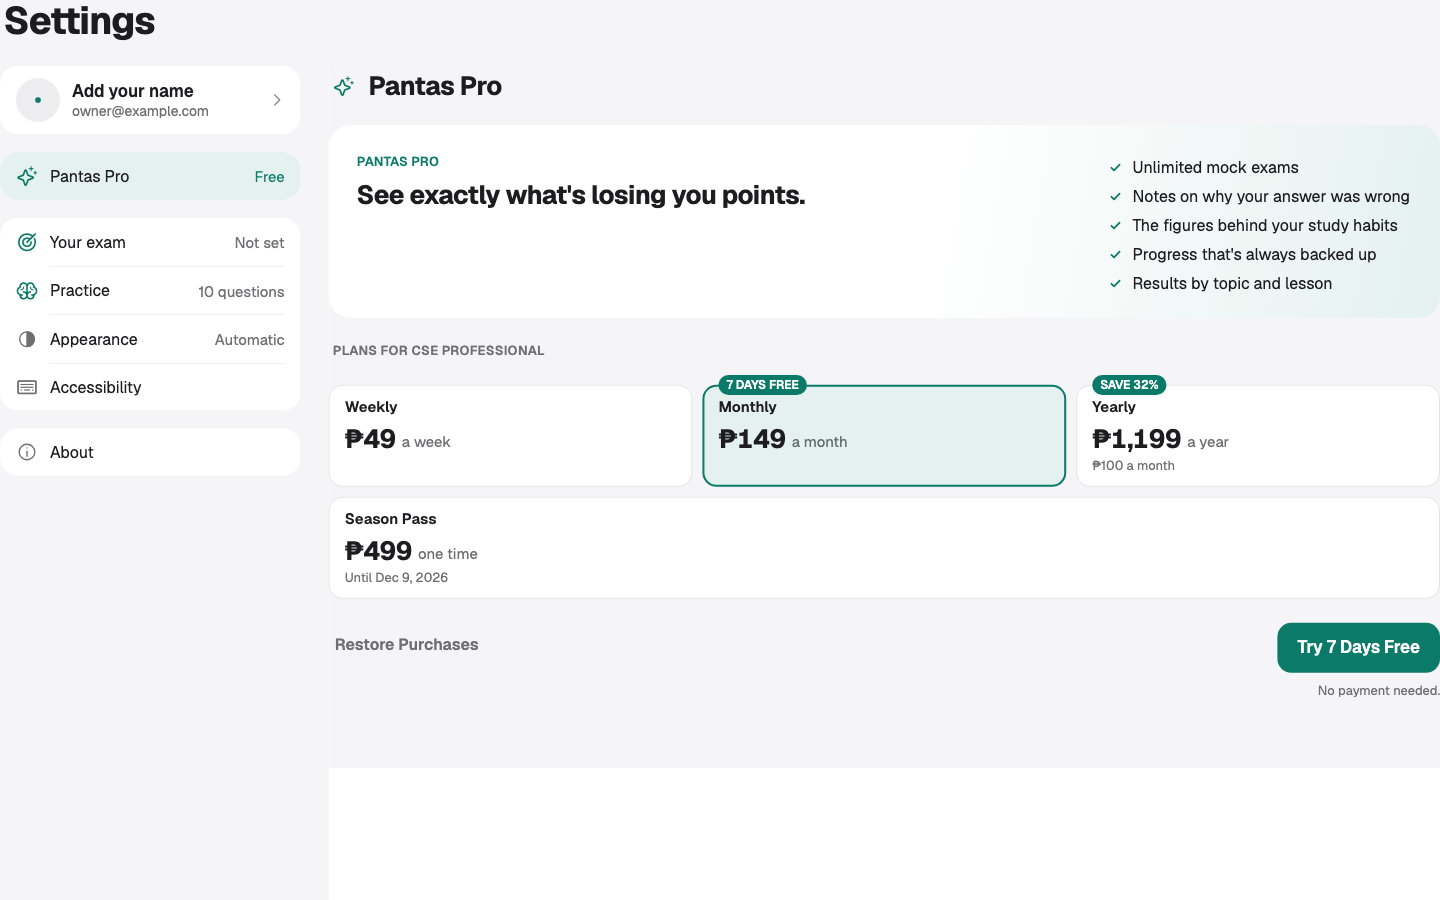 Settings
Add your name
owner@example.com
Pantas Pro
Free
Your exam
Not set
Practice
10 questions
Appearance
Automatic
Accessibility
About
Pantas Pro
PANTAS PRO
See exactly what's losing you points.
Unlimited mock exams
Notes on why your answer was wrong
The figures behind your study habits
Progress that's always backed up
Results by topic and lesson
PLANS FOR CSE PROFESSIONAL
Weekly
₱49 a week
7 DAYS FREE
Monthly
₱149 a month
SAVE 32%
Yearly
₱1,199 a year
₱100 a month
Season Pass
₱499 one time
Until Dec 9, 2026
Restore Purchases
Try 7 Days Free
No payment needed.